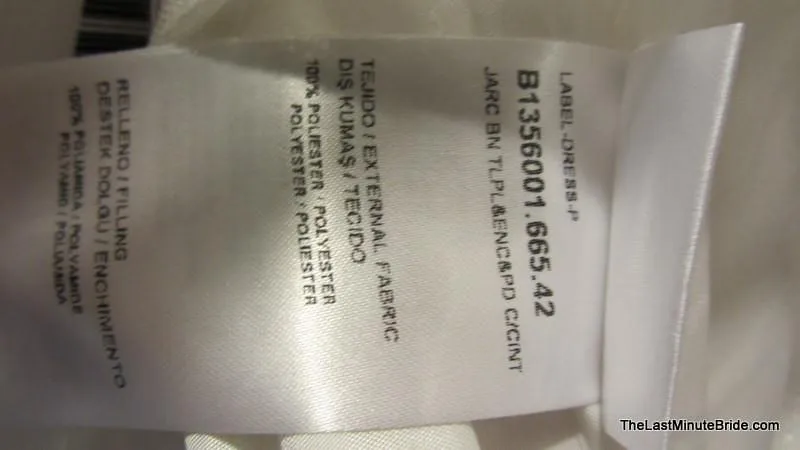 LABEL-DRESS-P
B1356001.665.42
JARC BN TLPL&ENC&PD C/CINT
TEJIDO / EXTERNAL FABRIC
DIŞ KUMAŞ / TECIDO
100% POLIESTER / POLYESTER
POLYESTER / POLIESTER
RELLENO / FILLING
DESTEK DOLGU / ENCHIMENTO
100% POLIAMIDA / POLYAMIDE
POLYAMID / POLIAMIDA
TheLastMinuteBride.com